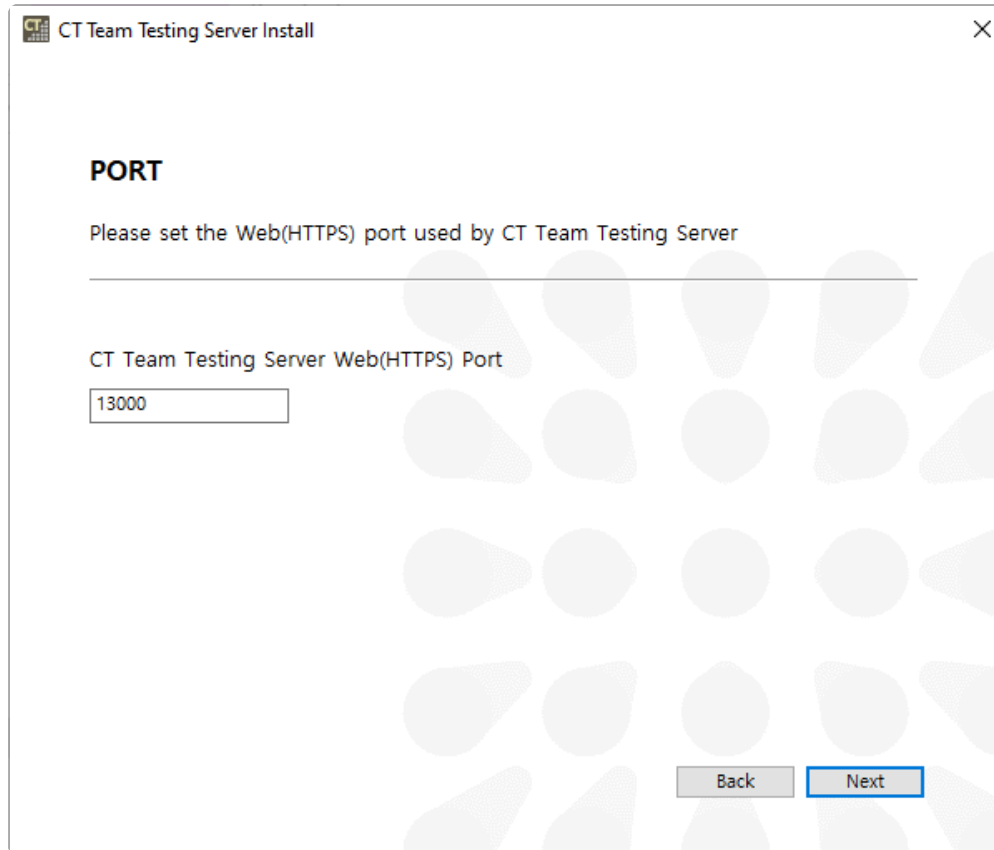 CT CT Team Testing Server Install
PORT
Please set the Web(HTTPS) port used by CT Team Testing Server
CT Team Testing Server Web(HTTPS) Port
13000
Back Next